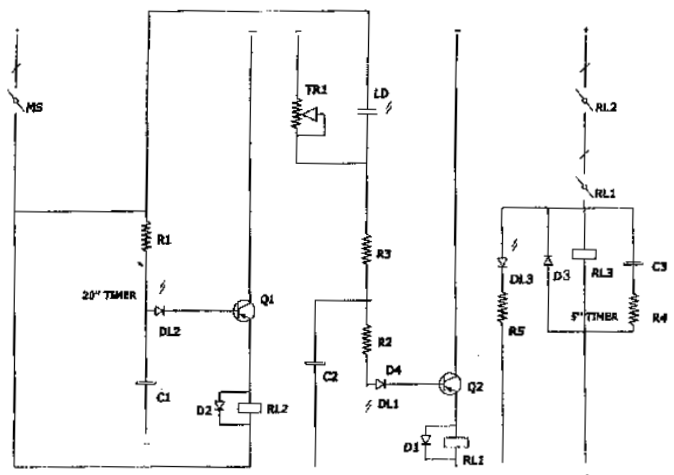 MS
TR1
LD
RL2
RL1
R1
R3
20" TIMER
DL2
Q1
DL3
D3
RL3
C3
R5
5" TIMER
R4
C1
C2
R2
D4
DL1
Q2
D2
RL2
D1
RL1